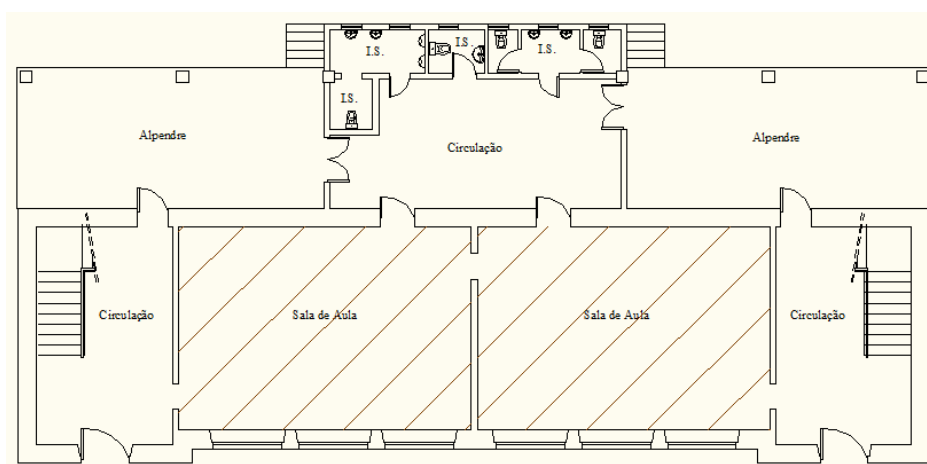 I.S.
I.S.
I.S.
I.S.
Alpendre
Circulação
Alpendre
Circulação
Sala de Aula
Sala de Aula
Circulação